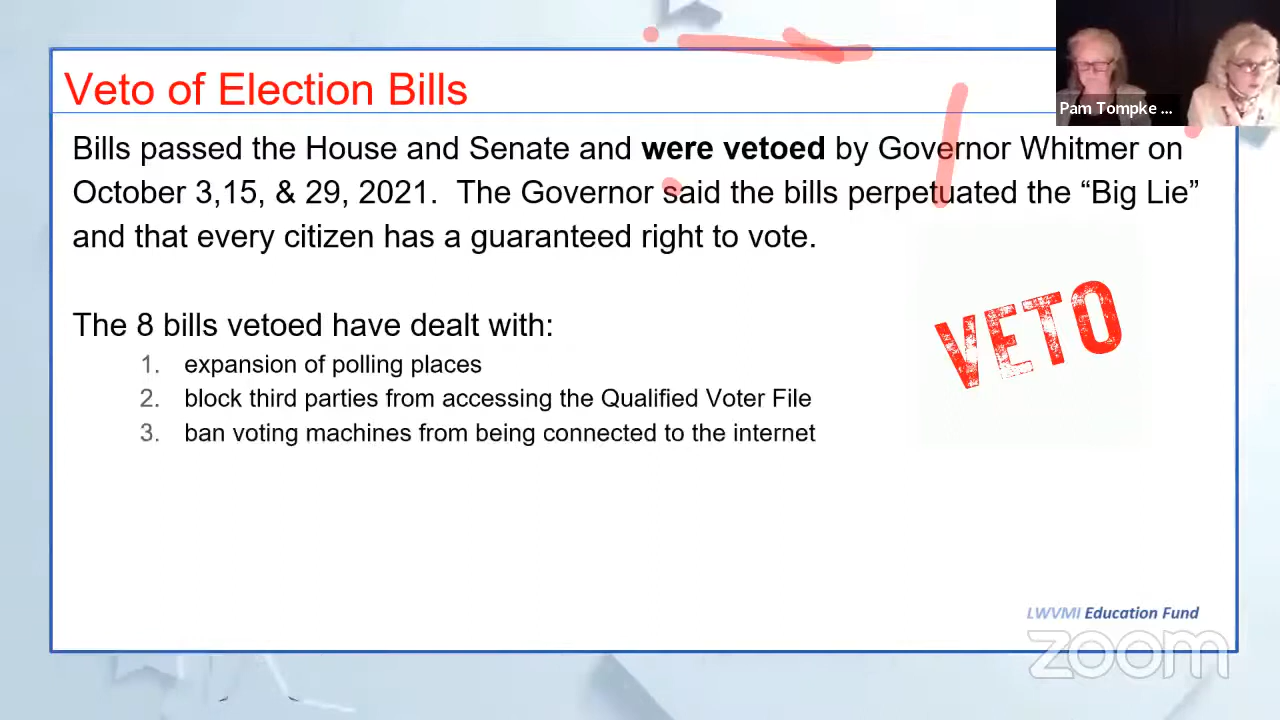 Veto of Election Bills
Pam Tompke ...
Bills passed the House and Senate and were vetoed by Governor Whitmer on
October 3,15, & 29, 2021. The Governor said the bills perpetuated the “Big Lie”
and that every citizen has a guaranteed right to vote.
The 8 bills vetoed have dealt with:
1. expansion of polling places
2. block third parties from accessing the Qualified Voter File
3. ban voting machines from being connected to the internet
VETO
LWVMI Education Fund
zoom